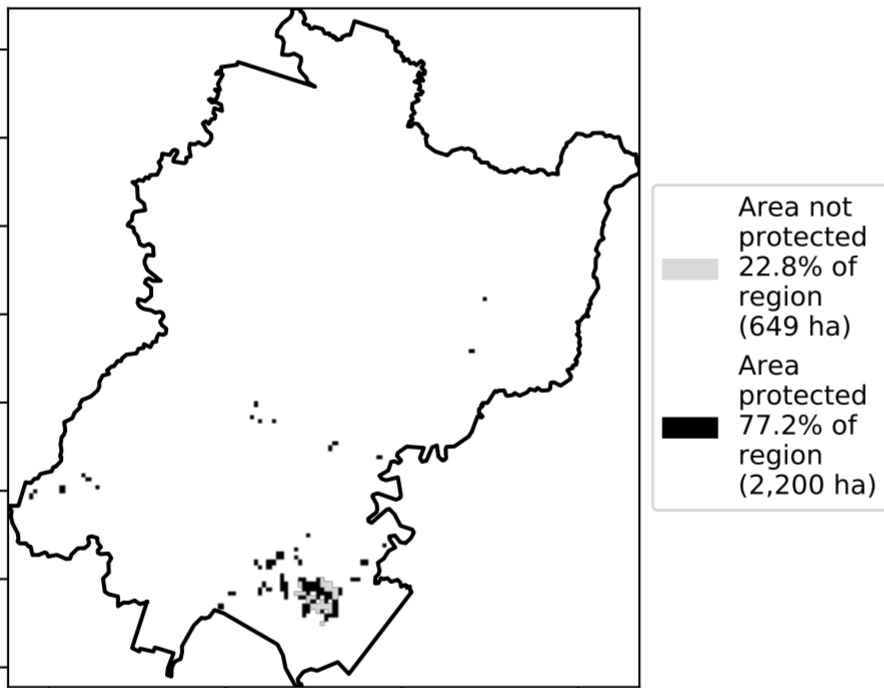 Area not
protected
22.8% of
region
(649 ha)
Area
protected
77.2% of
region
(2,200 ha)